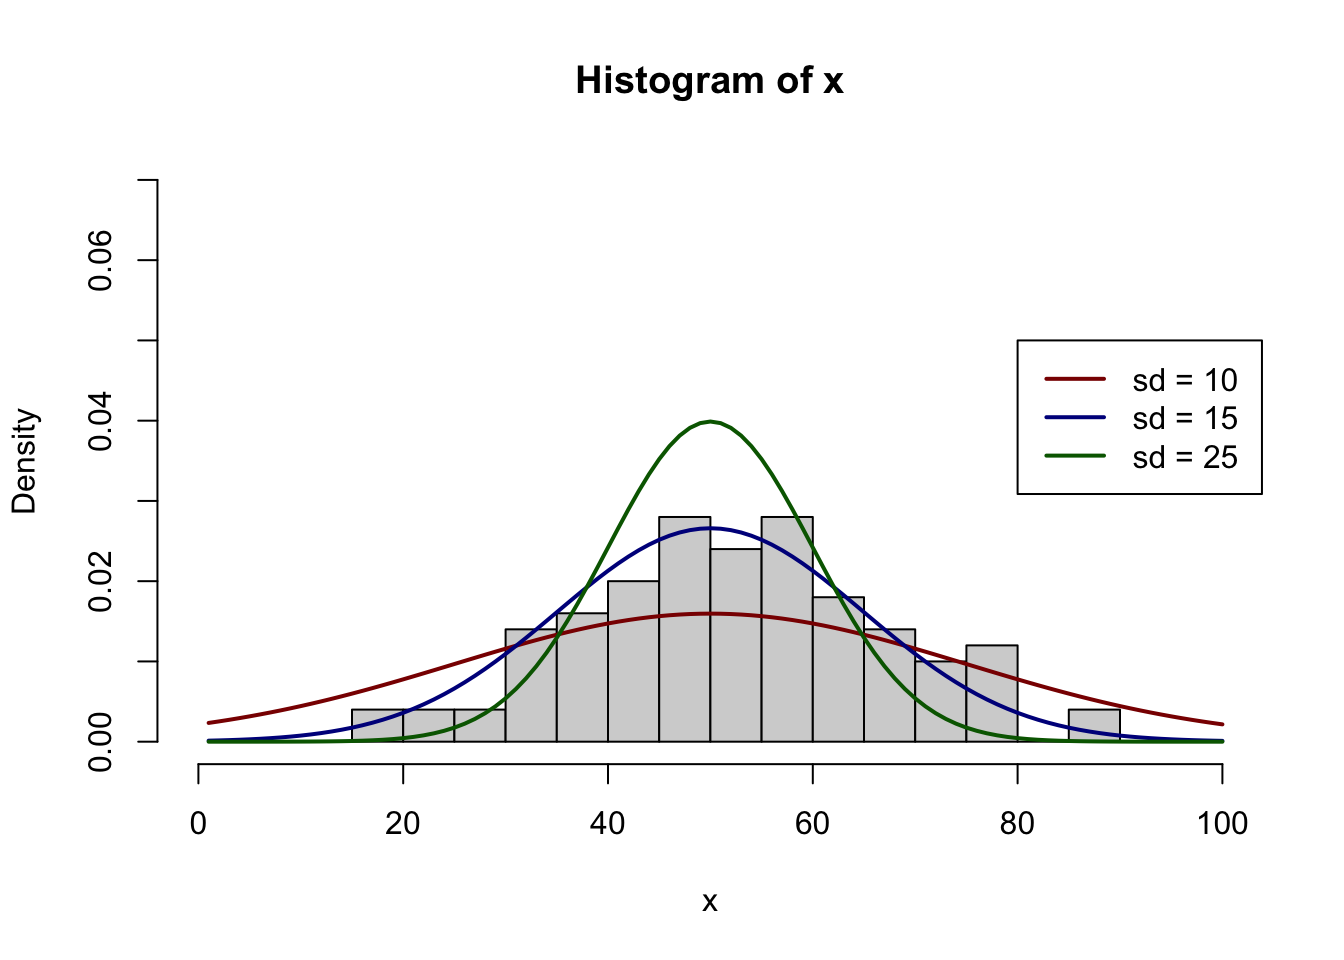 Histogram of x
Density
0.06
0.04
0.02
0.00
sd = 10
sd = 15
sd = 25
0 20 40 60 80 100
x